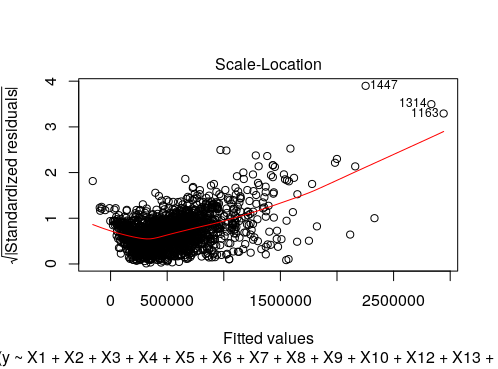 Scale-Location
√|Standardized residuals|
4
3
2
1
0
1447
1314
1163
0 500000 1500000 2500000
Fitted values
(y ~ X1 + X2 + X3 + X4 + X5 + X6 + X7 + X8 + X9 + X10 + X12 + X13 +